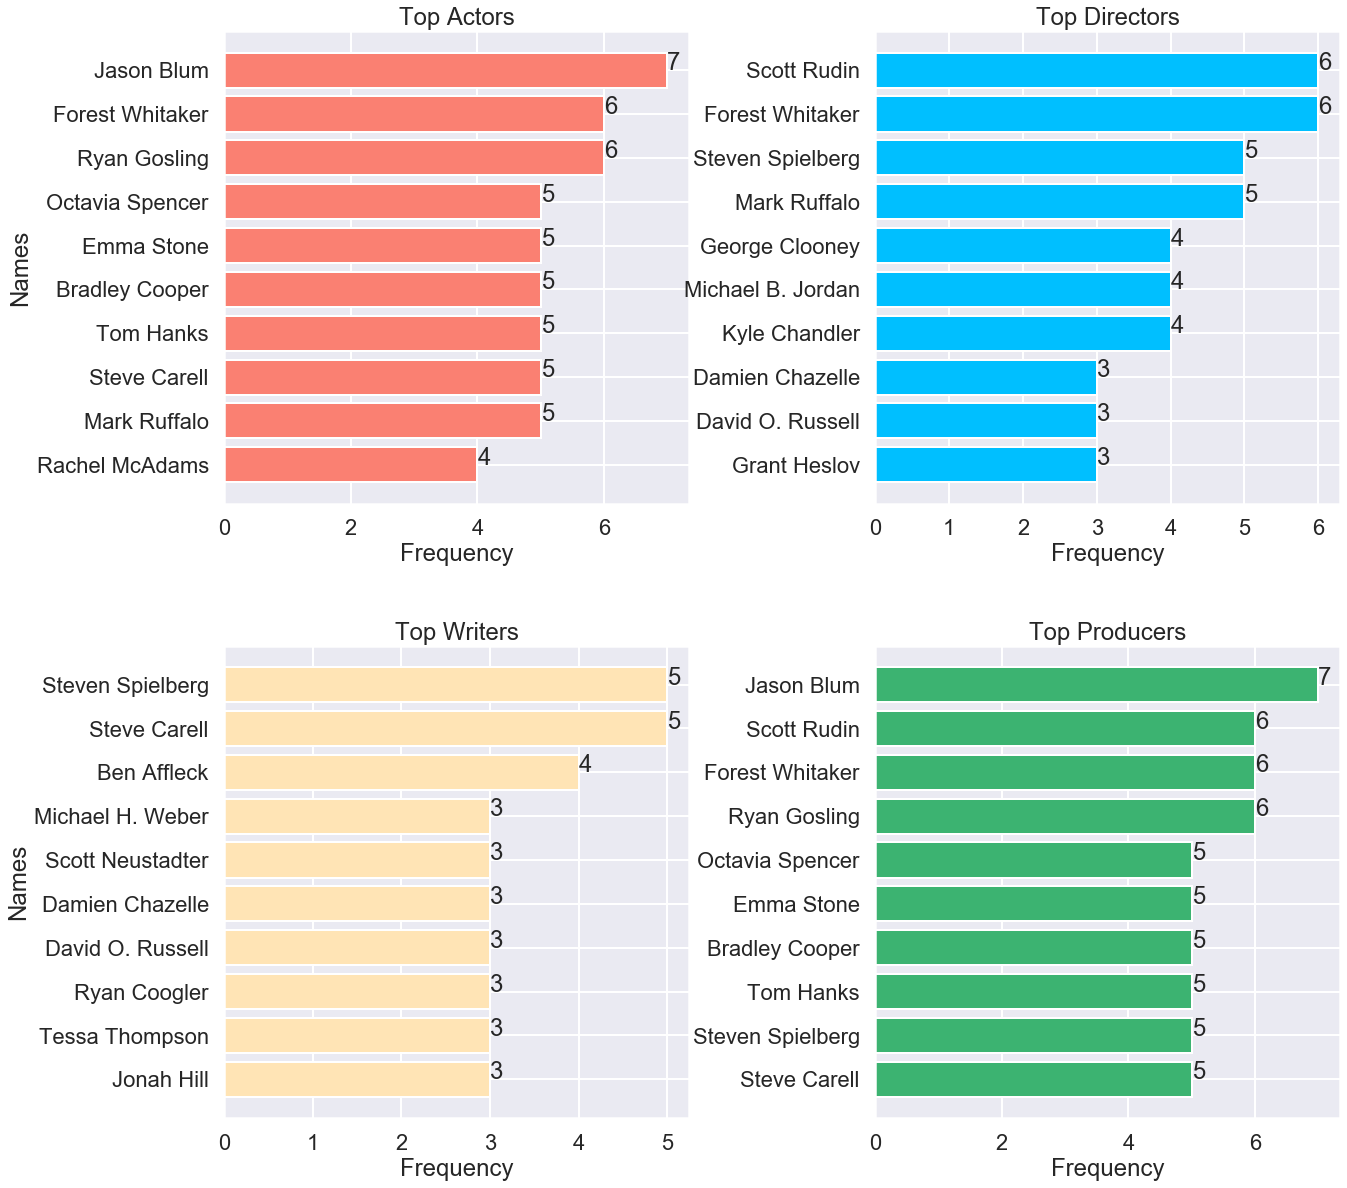 Top Actors
Names
Jason Blum 7
Forest Whitaker 6
Ryan Gosling 6
Octavia Spencer 5
Emma Stone 5
Bradley Cooper 5
Tom Hanks 5
Steve Carell 5
Mark Ruffalo 5
Rachel McAdams 4
0 2 4 6
Frequency
Top Directors
Scott Rudin 6
Forest Whitaker 6
Steven Spielberg 5
Mark Ruffalo 5
George Clooney 4
Michael B. Jordan 4
Kyle Chandler 4
Damien Chazelle 3
David O. Russell 3
Grant Heslov 3
0 1 2 3 4 5 6
Frequency
Top Writers
Names
Steven Spielberg 5
Steve Carell 5
Ben Affleck 4
Michael H. Weber 3
Scott Neustadter 3
Damien Chazelle 3
David O. Russell 3
Ryan Coogler 3
Tessa Thompson 3
Jonah Hill 3
0 1 2 3 4 5
Frequency
Top Producers
Jason Blum 7
Scott Rudin 6
Forest Whitaker 6
Ryan Gosling 6
Octavia Spencer 5
Emma Stone 5
Bradley Cooper 5
Tom Hanks 5
Steven Spielberg 5
Steve Carell 5
0 2 4 6
Frequency